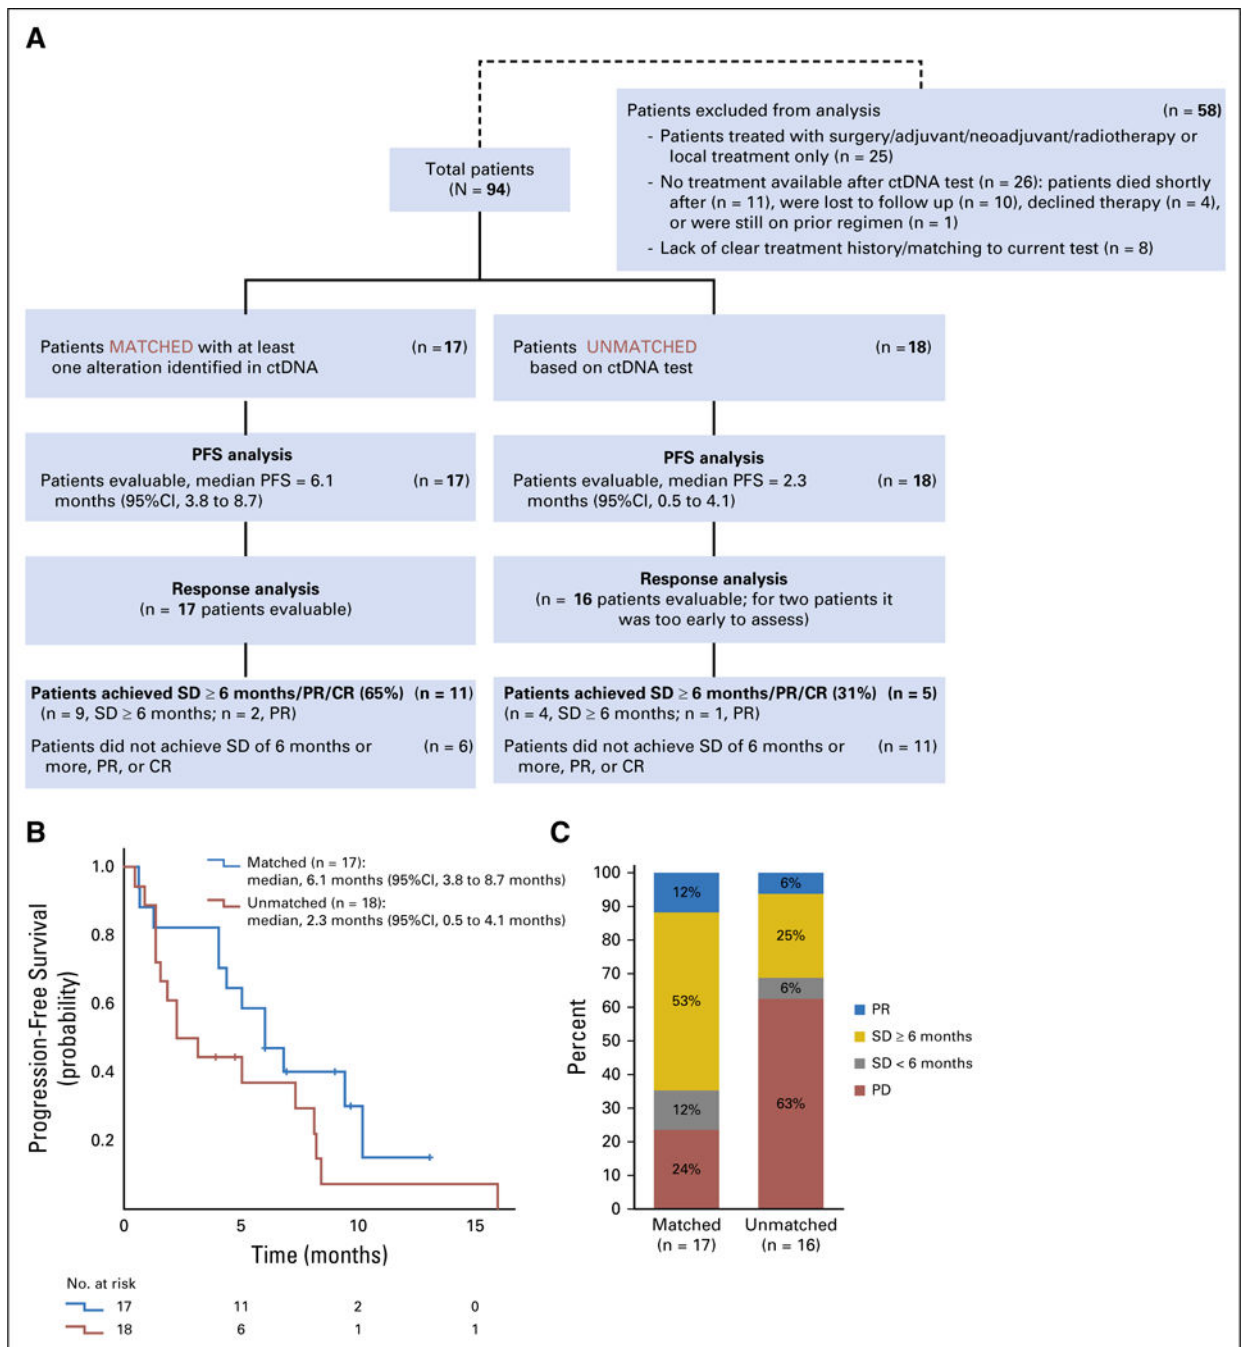 A
Patients excluded from analysis (n = 58)
- Patients treated with surgery/adjuvant/neoadjuvant/radiotherapy or
local treatment only (n = 25)
- No treatment available after ctDNA test (n = 26): patients died shortly
after (n = 11), were lost to follow up (n = 10), declined therapy (n = 4),
or were still on prior regimen (n = 1)
- Lack of clear treatment history/matching to current test (n = 8)
Total patients
(N = 94)
Patients MATCHED with at least (n = 17)
one alteration identified in ctDNA
Patients UNMATCHED (n = 18)
based on ctDNA test
PFS analysis
Patients evaluable, median PFS = 6.1 (n = 17)
months (95%CI, 3.8 to 8.7)
PFS analysis
Patients evaluable, median PFS = 2.3 (n = 18)
months (95%CI, 0.5 to 4.1)
Response analysis
(n = 17 patients evaluable)
Response analysis
(n = 16 patients evaluable; for two patients it
was too early to assess)
Patients achieved SD ≥ 6 months/PR/CR (65%) (n = 11)
(n = 9, SD ≥ 6 months; n = 2, PR)
Patients did not achieve SD of 6 months or (n = 6)
more, PR, or CR
Patients achieved SD ≥ 6 months/PR/CR (31%) (n = 5)
(n = 4, SD ≥ 6 months; n = 1, PR)
Patients did not achieve SD of 6 months or (n = 11)
more, PR, or CR
B
Matched (n = 17):
median, 6.1 months (95%CI, 3.8 to 8.7 months)
Unmatched (n = 18):
median, 2.3 months (95%CI, 0.5 to 4.1 months)
Progression-Free Survival
(probability)
1.0
0.8
0.6
0.4
0.2
0 5 10 15
Time (months)
No. at risk
17 11 2 0
18 6 1 1
C
Percent
100
90
80
70
60
50
40
30
20
10
0
12%
53%
12%
24%
6%
25%
6%
63%
Matched
(n = 17)
Unmatched
(n = 16)
PR
SD ≥ 6 months
SD < 6 months
PD